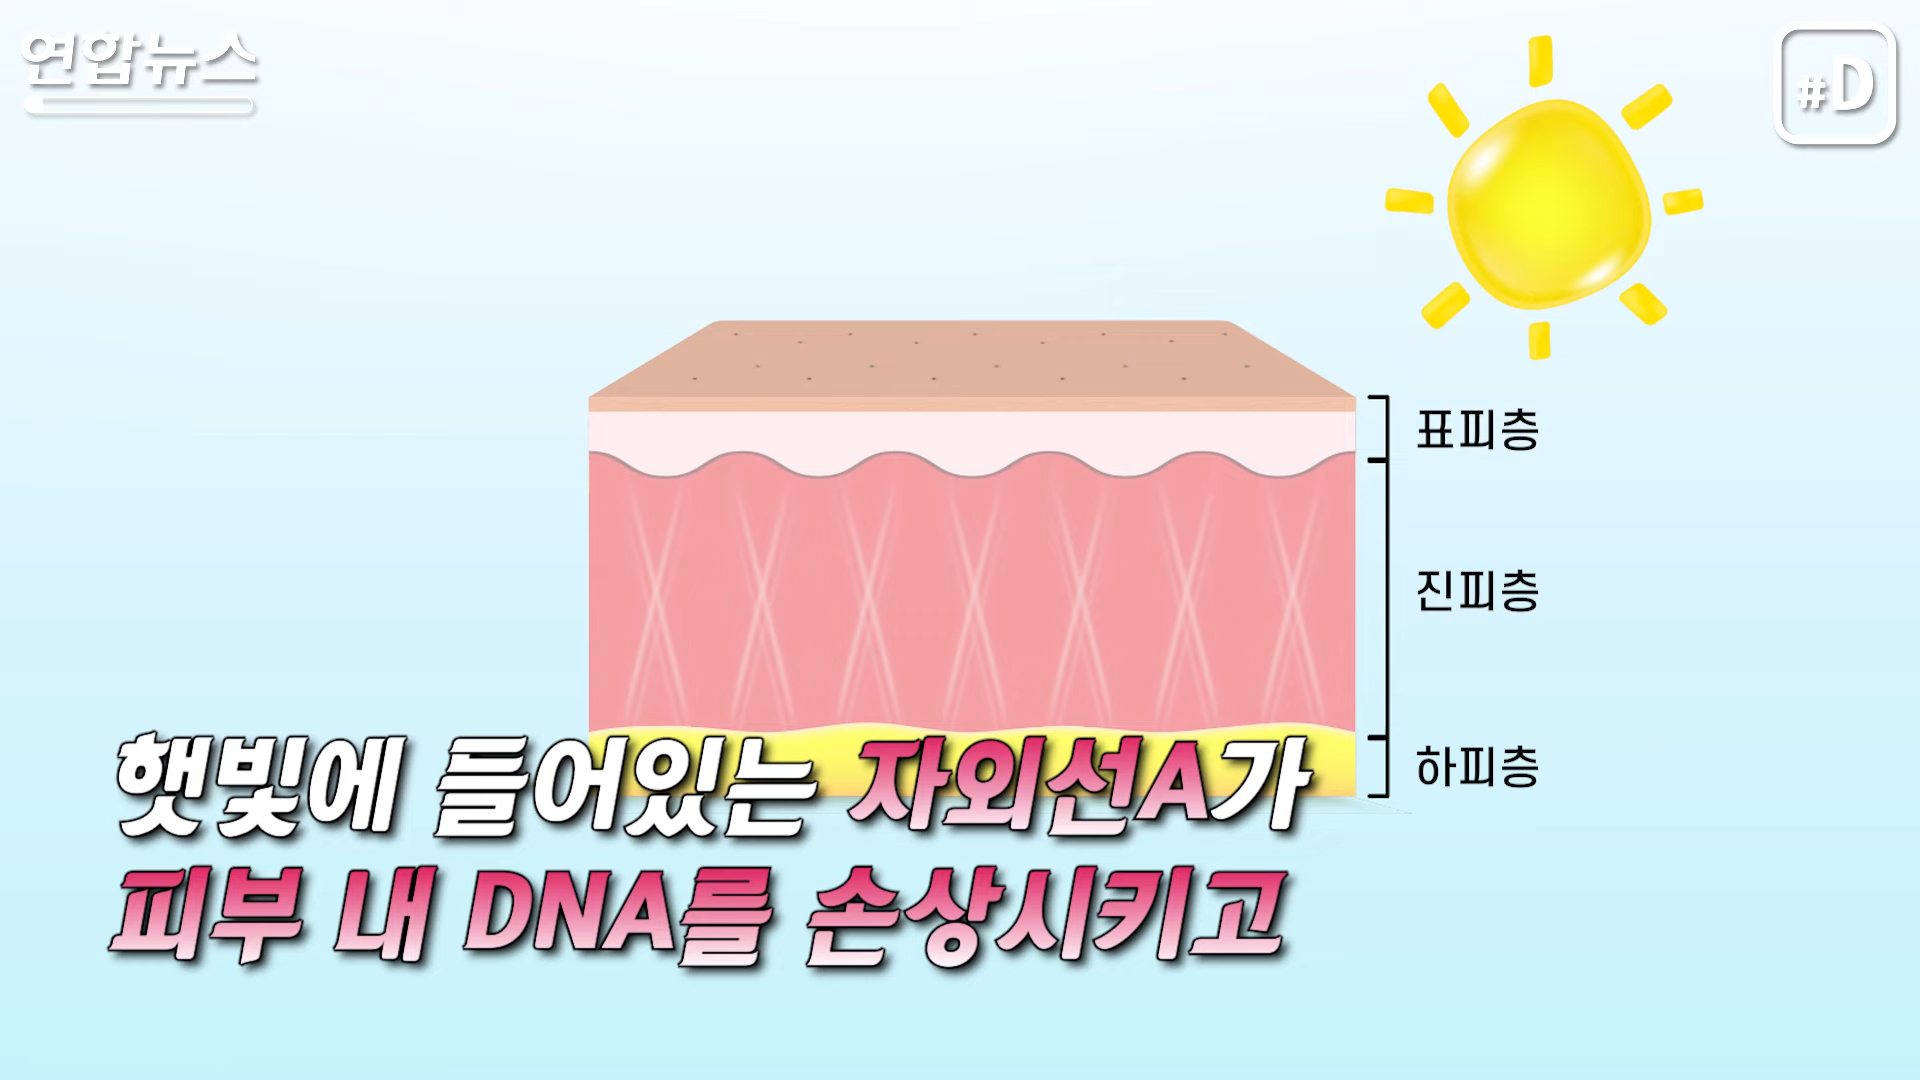 연합뉴스
#D
표피층
진피층
하피층
햇빛에 들어있는 자외선A가
피부 내 DNA를 손상시키고